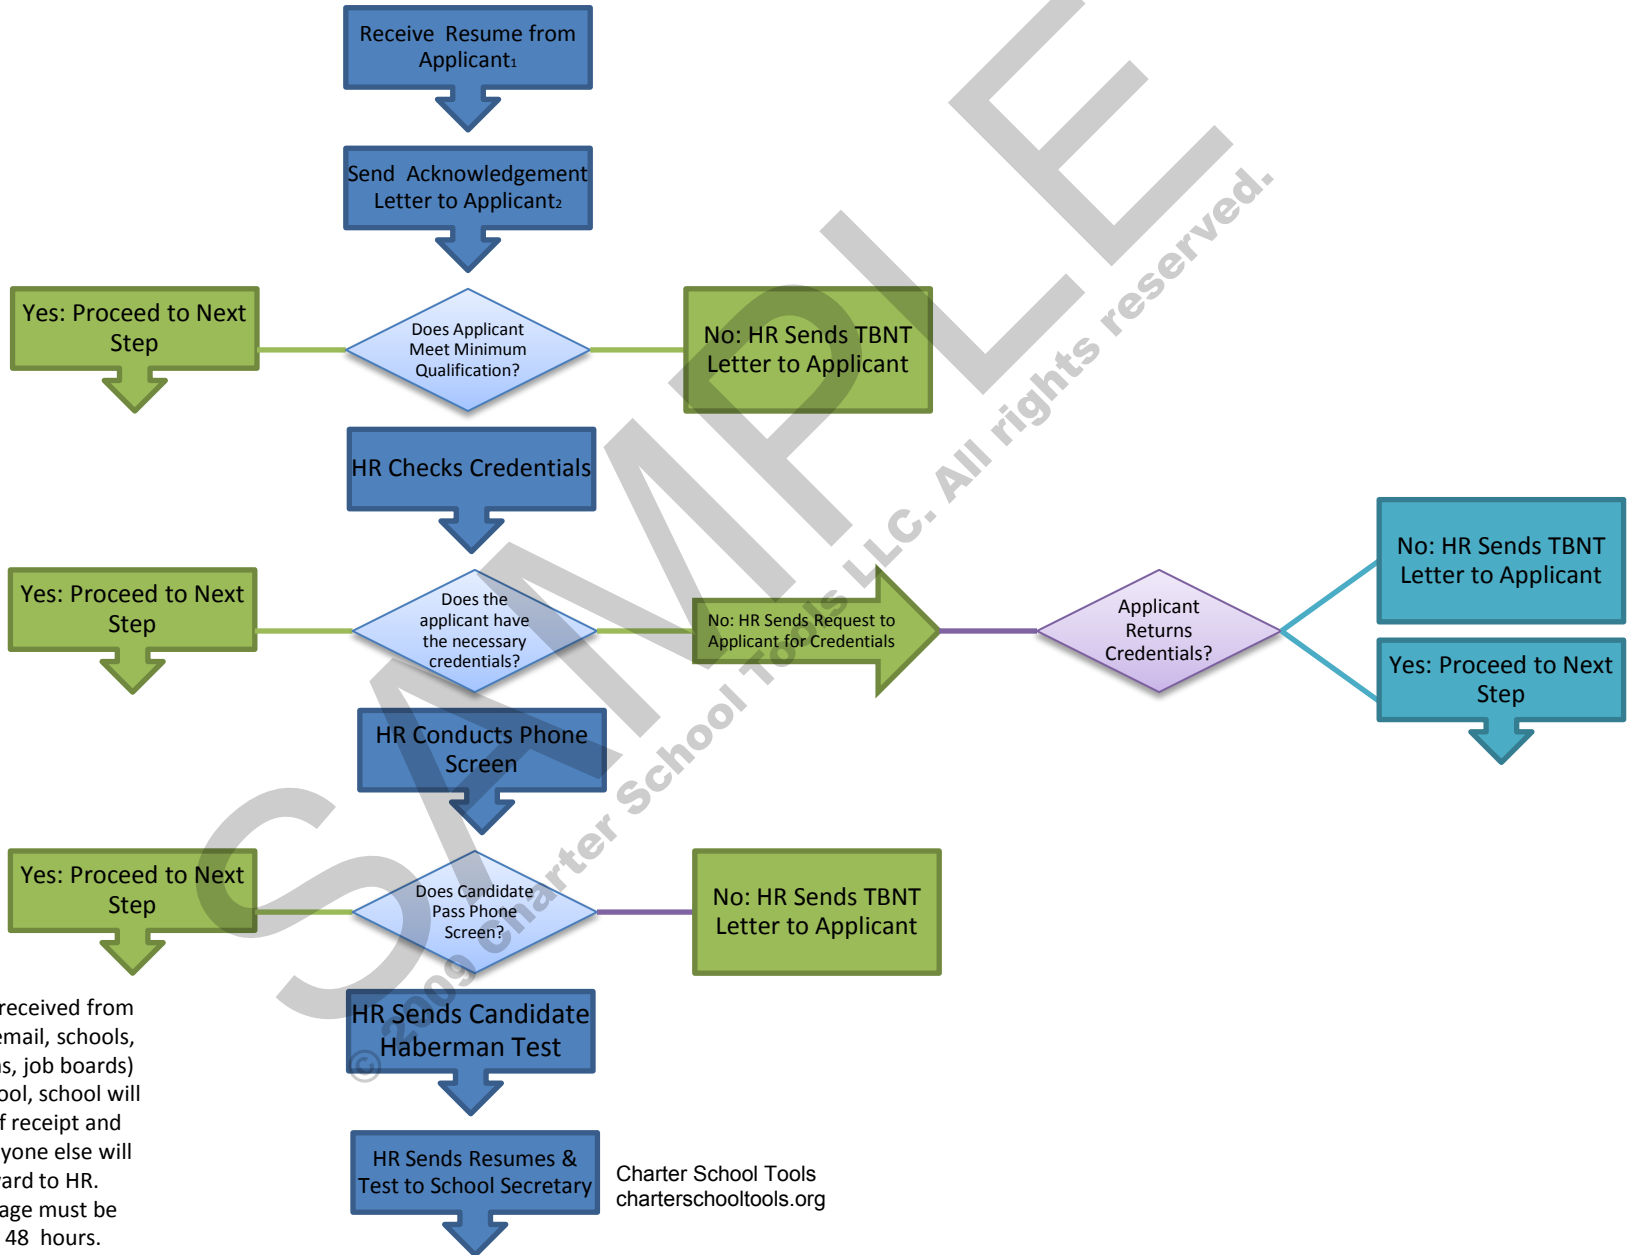 Receive  Resume from
Applicant1
Send  Acknowledgement
Letter to Applicant2
Yes: Proceed to Next
Step
Does Applicant
Meet Minimum
Qualification?
No: HR Sends TBNT
Letter to Applicant
HR Checks Credentials
Yes: Proceed to Next
Step
Does the
applicant have
the necessary
credentials?
No: HR Sends Request to
Applicant for Credentials
Applicant
Returns
Credentials?
No: HR Sends TBNT
Letter to Applicant
Yes: Proceed to Next
Step
HR Conducts Phone
Screen
Yes: Proceed to Next
Step
Does Candidate
Pass Phone
Screen?
No: HR Sends TBNT
Letter to Applicant
received from
email, schools,
job boards)
school will
receipt and
else will
to HR.
must be
48  hours.
HR Sends Candidate
Haberman Test
HR Sends Resumes &
Test to School Secretary
Charter School Tools
charterschooltools.org
SAMPLE
© 2009 Charter School Tools LLC. All rights reserved.